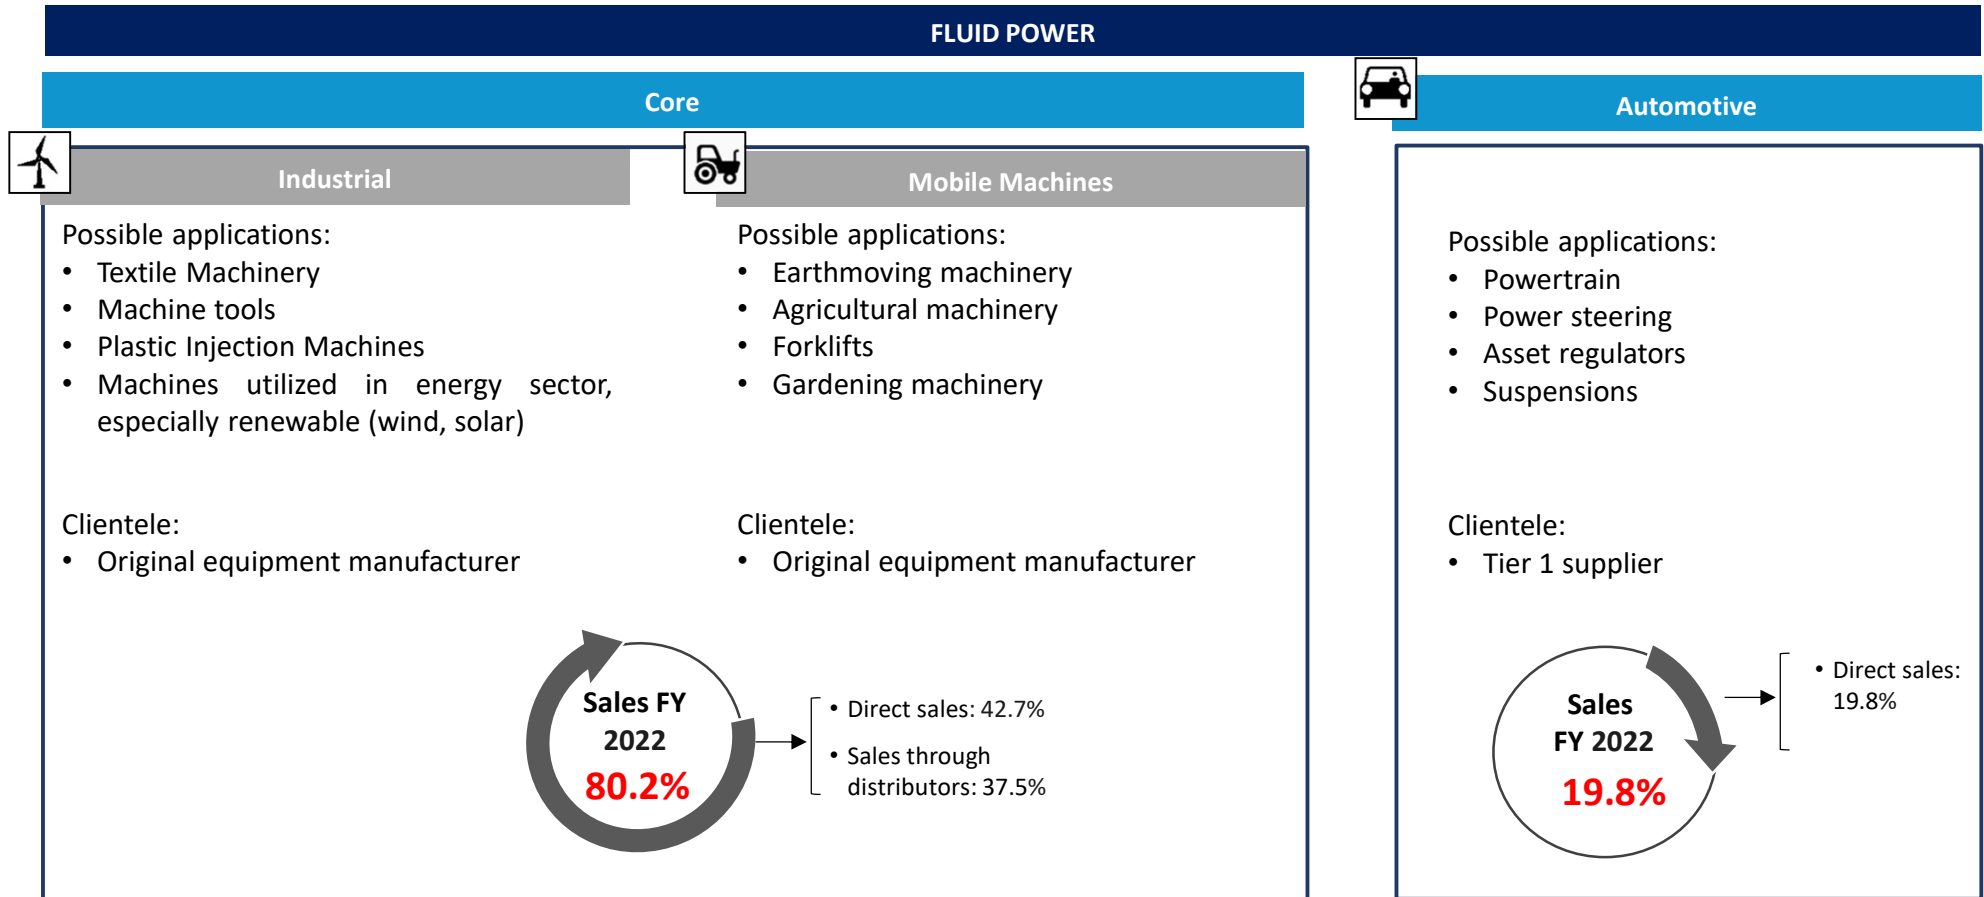 FLUID POWER
Core
Industrial
Possible applications:
• Textile Machinery
• Machine tools
• Plastic Injection Machines
• Machines utilized in energy sector,
especially renewable (wind, solar)
Clientele:
• Original equipment manufacturer
Mobile Machines
Possible applications:
• Earthmoving machinery
• Agricultural machinery
• Forklifts
• Gardening machinery
Clientele:
• Original equipment manufacturer
Sales FY
2022
80.2%
• Direct sales: 42.7%
• Sales through
distributors: 37.5%
Automotive
Possible applications:
• Powertrain
• Power steering
• Asset regulators
• Suspensions
Clientele:
• Tier 1 supplier
Sales
FY 2022
19.8%
• Direct sales:
19.8%